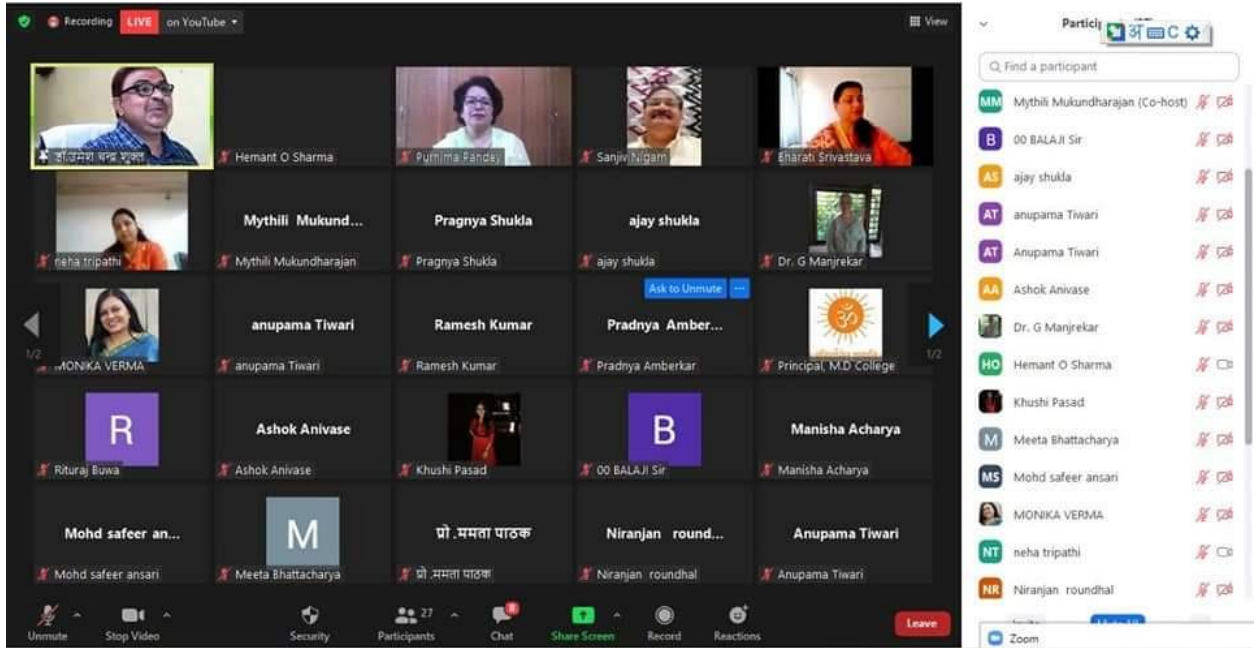 Recording LIVE on YouTube
View
डॉ.उमेश चन्द्र शुक्ल
Hemant O Sharma
Purnima Pandey
Sanjiv Nigam
Bharati Srivastava
neha tripathi
Mythili Mukund...
Mythili Mukundharajan
Pragnya Shukla
Pragnya Shukla
ajay shukla
ajay shukla
Dr. G Manjrekar
Ask to Unmute ...
MONIKA VERMA
anupama Tiwari
anupama Tiwari
Ramesh Kumar
Ramesh Kumar
Pradnya Amber...
Pradnya Amberkar
ॐ
Principal, M.D College
1/2
1/2
R
Rituraj Buwa
Ashok Anivase
Ashok Anivase
Khushi Pasad
B
00 BALAJI Sir
Manisha Acharya
Manisha Acharya
Mohd safeer an...
Mohd safeer ansari
M
Meeta Bhattacharya
प्रो .ममता पाठक
प्रो .ममता पाठक
Niranjan round...
Niranjan roundhal
Anupama Tiwari
Anupama Tiwari
Unmute
Stop Video
Security
27
Participants
8
Chat
Share Screen
Record
Reactions
Leave
अ C
Find a participant
MM Mythili Mukundharajan (Co-host)
B 00 BALAJI Sir
AS ajay shukla
AT anupama Tiwari
AT Anupama Tiwari
AA Ashok Anivase
Dr. G Manjrekar
HO Hemant O Sharma
Khushi Pasad
M Meeta Bhattacharya
MS Mohd safeer ansari
MONIKA VERMA
NT neha tripathi
NR Niranjan roundhal
Zoom